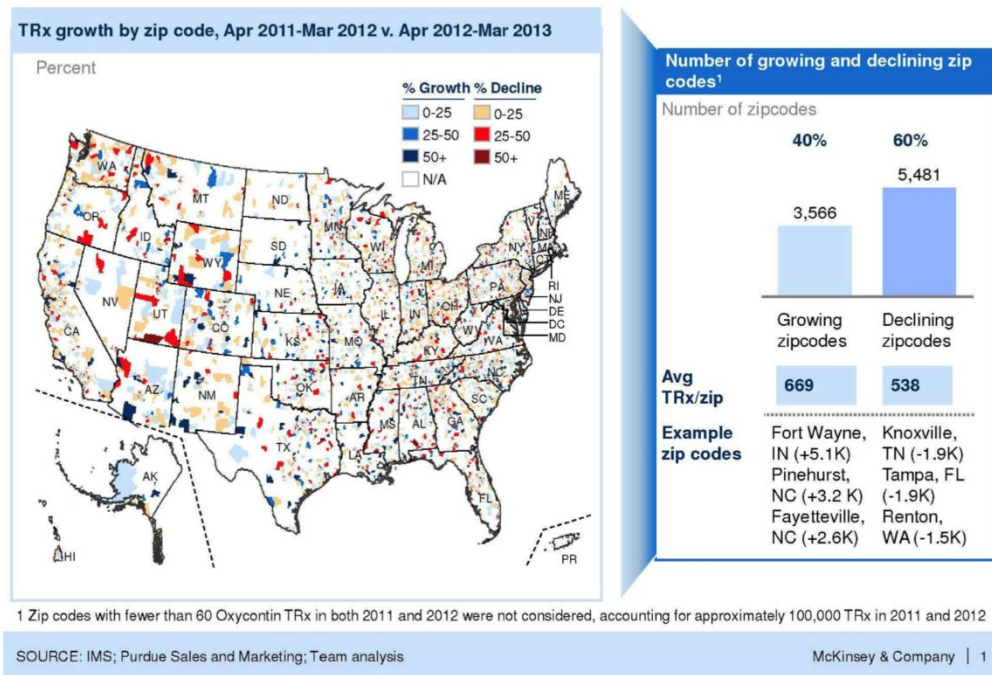 TRx growth by zip code, Apr 2011-Mar 2012 v. Apr 2012-Mar 2013
Percent
% Growth % Decline
0-25 0-25
25-50 25-50
50+ 50+
N/A
WA
MT
ND
ME
OR
ID
MN
VT
NH
SD
WI
NY
MA
WY
MI
CT
RI
NV
NE
IA
PA
NJ
UT
OH
DE
CO
IL
IN
DC
CA
WV
VA
MD
KS
MO
KY
NC
TN
AZ
NM
OK
AR
SC
MS
AL
GA
TX
LA
AK
FL
HI
PR
Number of growing and declining zip
codes1
Number of zipcodes
40% 60%
5,481
3,566
Growing
zipcodes
Declining
zipcodes
Avg
TRx/zip
669 538
Example
zip codes
Fort Wayne,
IN (+5.1K)
Pinehurst,
NC (+3.2 K)
Fayetteville,
NC (+2.6K)
Knoxville,
TN (-1.9K)
Tampa, FL
(-1.9K)
Renton,
WA (-1.5K)
1 Zip codes with fewer than 60 Oxycontin TRx in both 2011 and 2012 were not considered, accounting for approximately 100,000 TRx in 2011 and 2012
SOURCE: IMS; Purdue Sales and Marketing; Team analysis
McKinsey & Company | 1